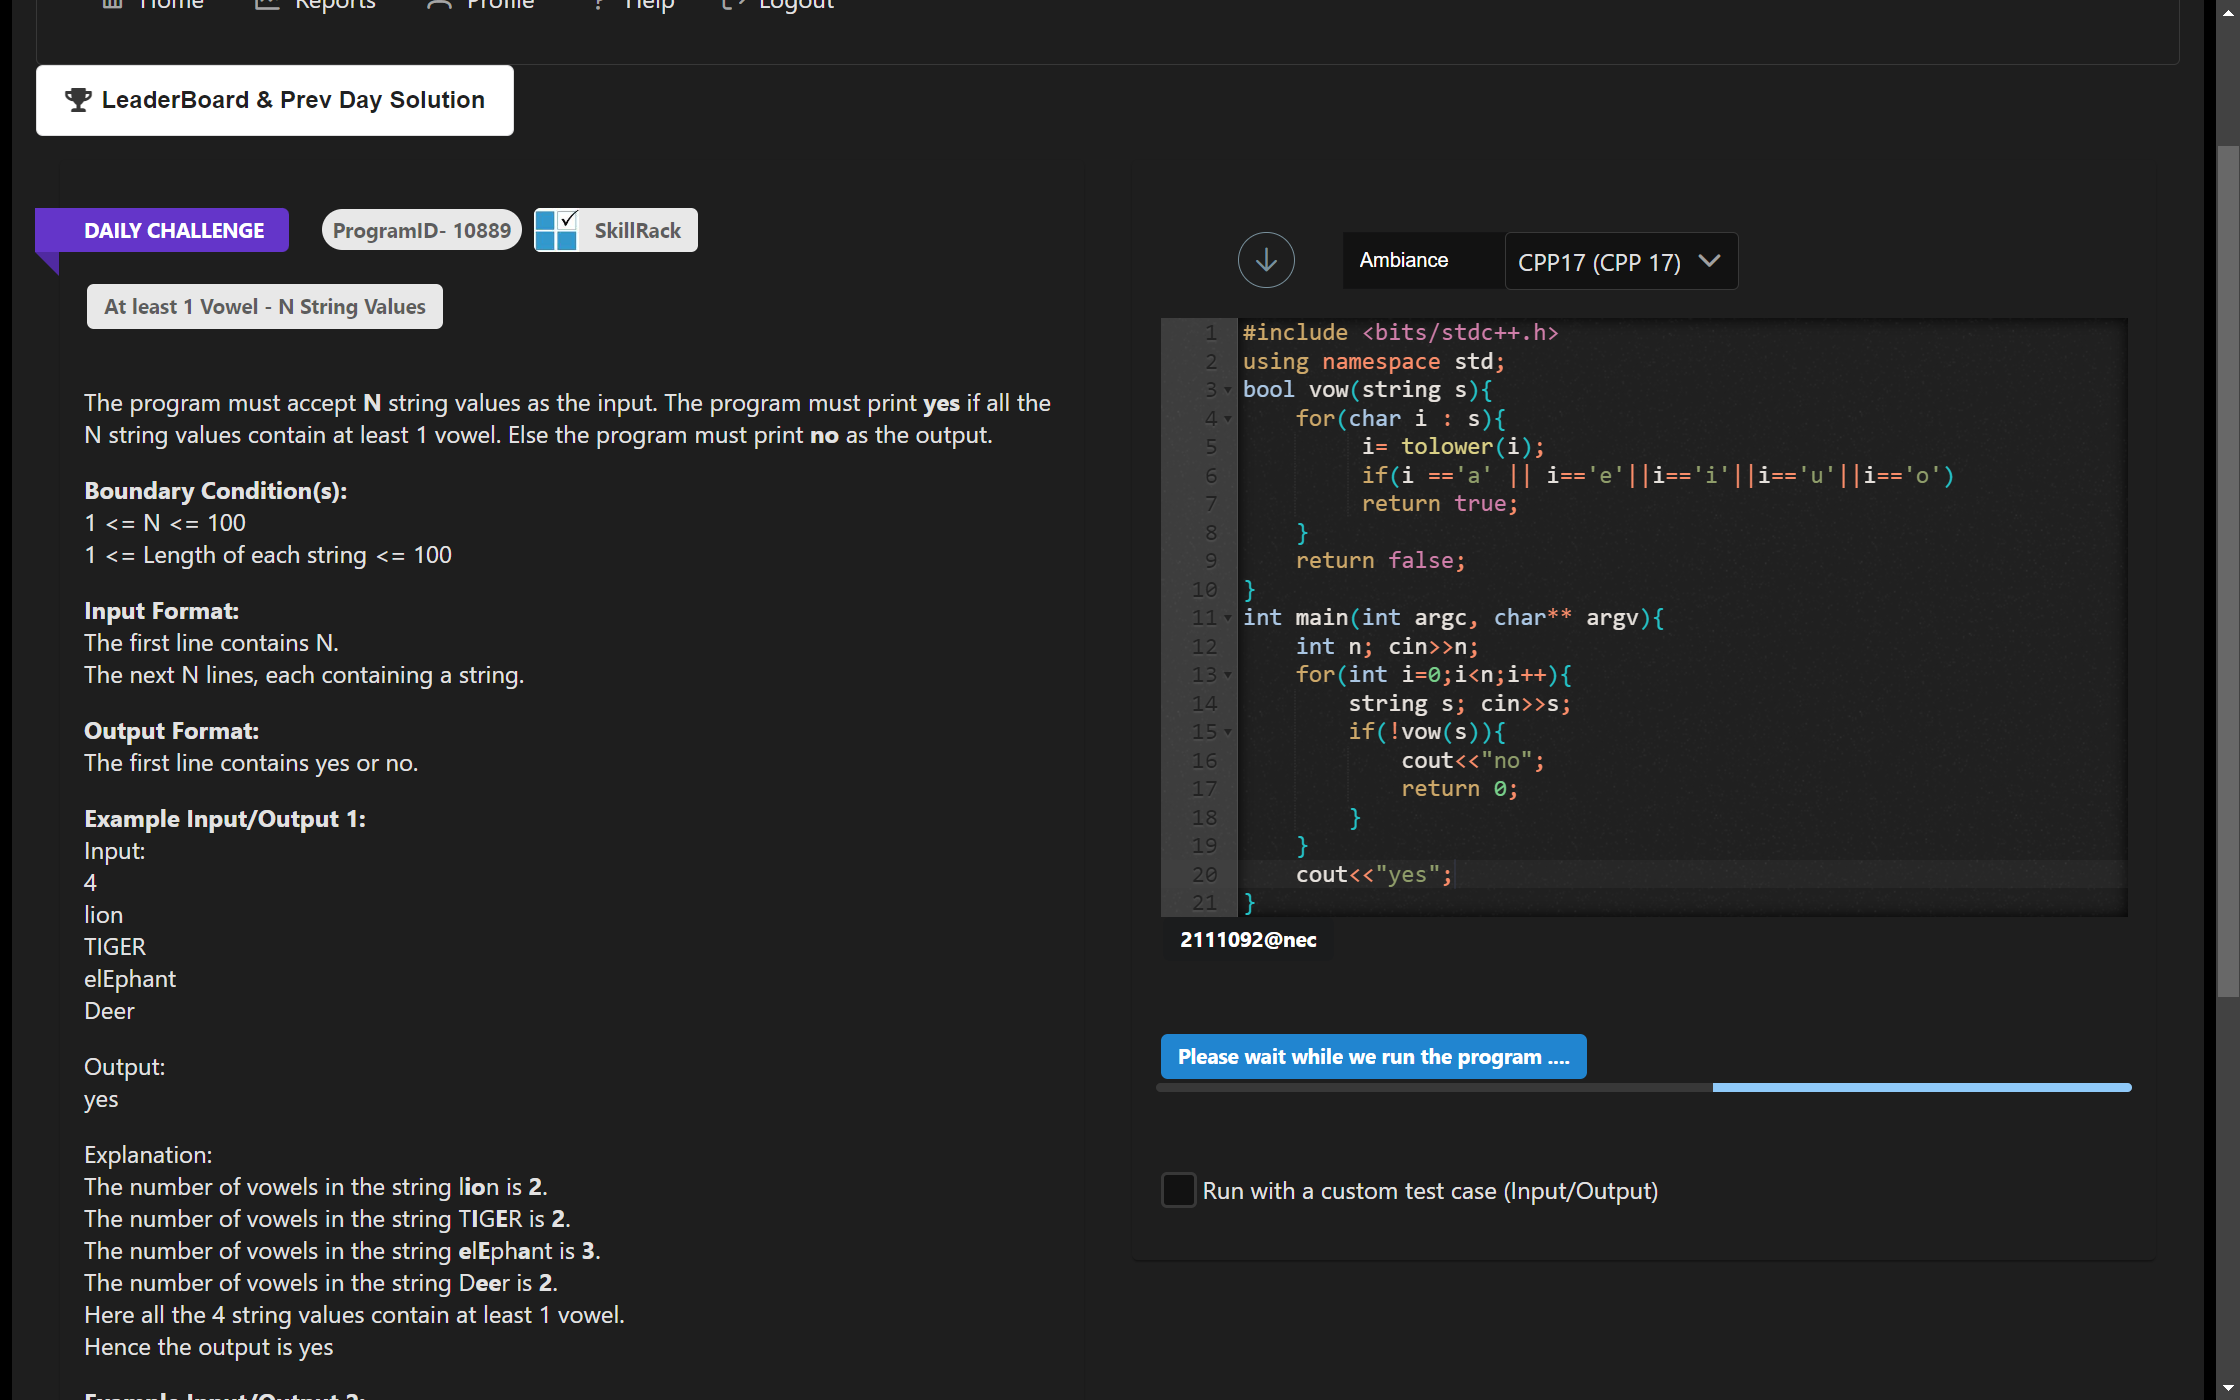 Home Reports Profile ? Help Logout
LeaderBoard & Prev Day Solution
DAILY CHALLENGE ProgramID- 10889 SkillRack
At least 1 Vowel - N String Values
The program must accept N string values as the input. The program must print yes if all the
N string values contain at least 1 vowel. Else the program must print no as the output.
Boundary Condition(s):
1 <= N <= 100
1 <= Length of each string <= 100
Input Format:
The first line contains N.
The next N lines, each containing a string.
Output Format:
The first line contains yes or no.
Example Input/Output 1:
Input:
4
lion
TIGER
elEphant
Deer
Output:
yes
Explanation:
The number of vowels in the string lion is 2.
The number of vowels in the string TIGER is 2.
The number of vowels in the string elEphant is 3.
The number of vowels in the string Deer is 2.
Here all the 4 string values contain at least 1 vowel.
Hence the output is yes
Example Input/Output 2:
Ambiance CPP17 (CPP 17)
1 #include <bits/stdc++.h>
2 using namespace std;
3 bool vow(string s){
4 for(char i : s){
5 i= tolower(i);
6 if(i =='a' || i=='e'||i=='i'||i=='u'||i=='o')
7 return true;
8 }
9 return false;
10 }
11 int main(int argc, char** argv){
12 int n; cin>>n;
13 for(int i=0;i<n;i++){
14 string s; cin>>s;
15 if(!vow(s)){
16 cout<<"no";
17 return 0;
18 }
19 }
20 cout<<"yes";
21 }
2111092@nec
Please wait while we run the program ....
Run with a custom test case (Input/Output)